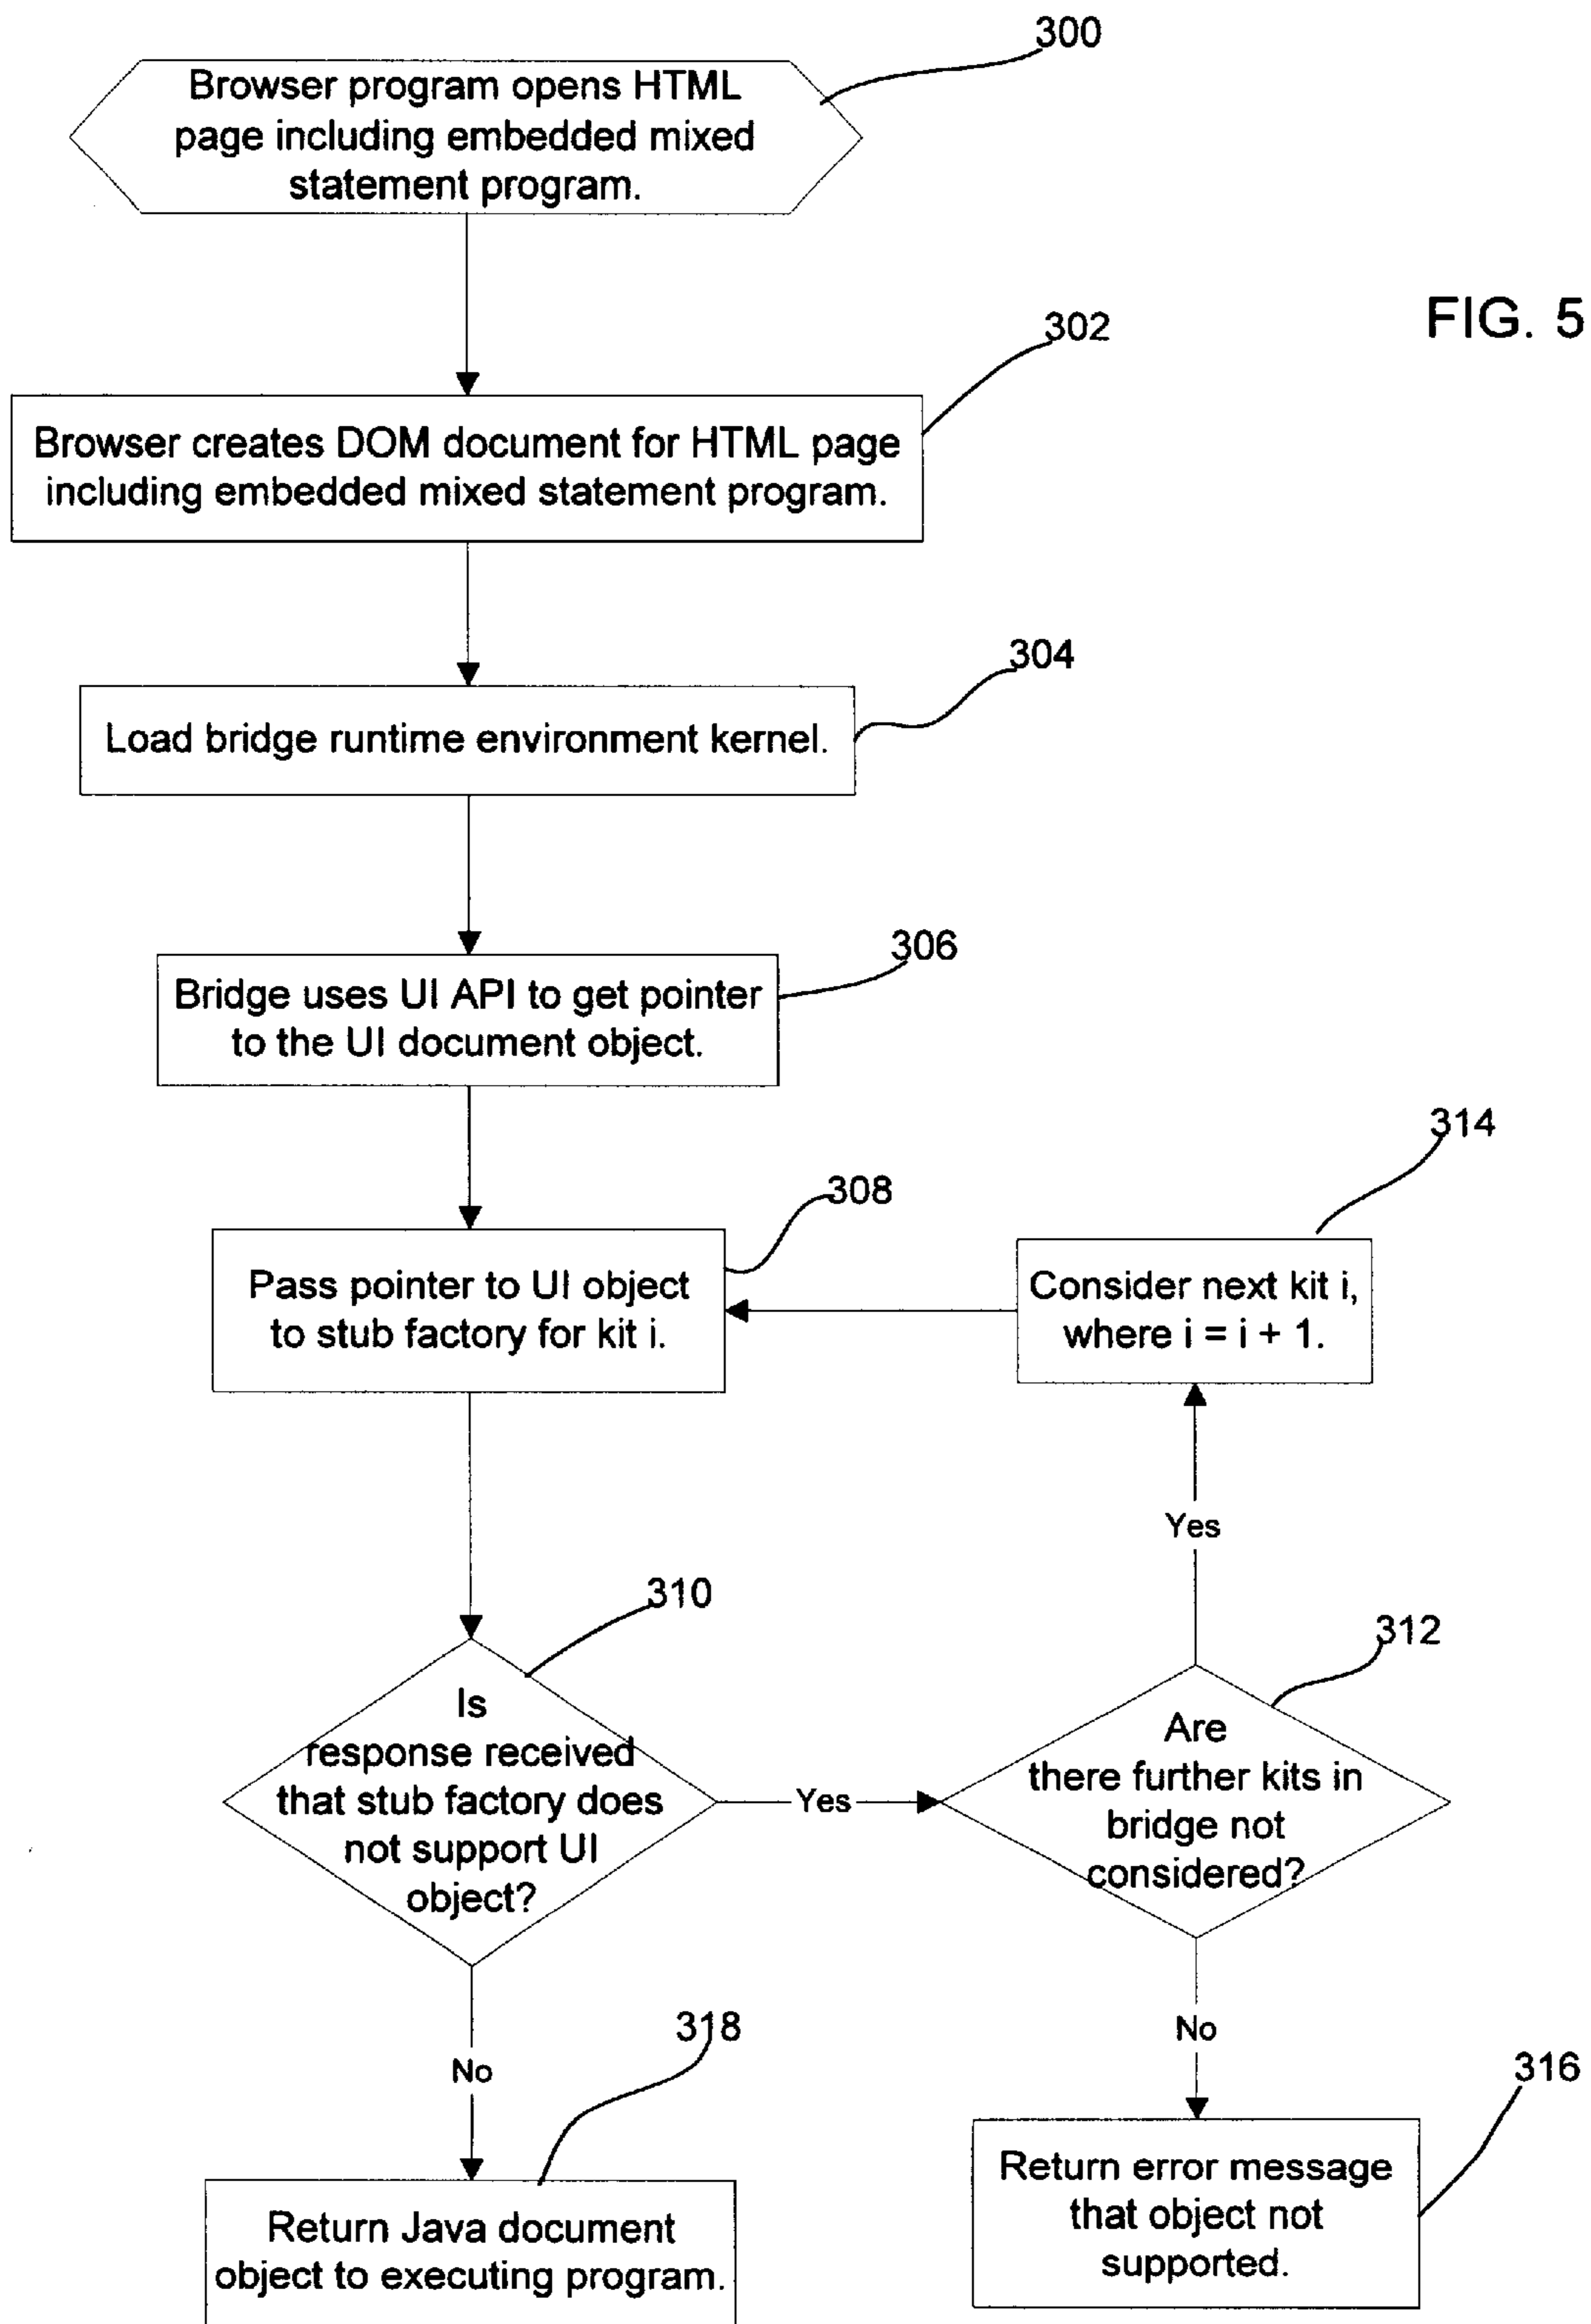 300
Browser program opens HTML
page including embedded mixed
statement program.
FIG. 5
302
Browser creates DOM document for HTML page
including embedded mixed statement program.
304
Load bridge runtime environment kernel.
306
Bridge uses UI API to get pointer
to the UI document object.
314
308
Pass pointer to UI object
to stub factory for kit i.
Consider next kit i,
where i = i + 1.
Yes
310
312
Is
response received
that stub factory does
not support UI
object?
Yes
Are
there further kits in
bridge not
considered?
318
No
No
316
Return Java document
object to executing program.
Return error message
that object not
supported.